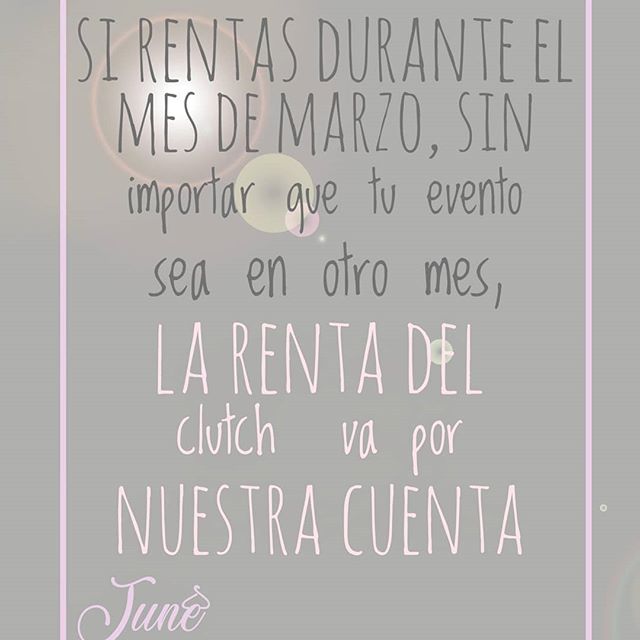 SI RENTAS DURANTE EL
MES DE MARZO, SIN
importar que tu evento
sea en otro mes,
LA RENTA DEL
clutch va por
NUESTRA CUENTA
June